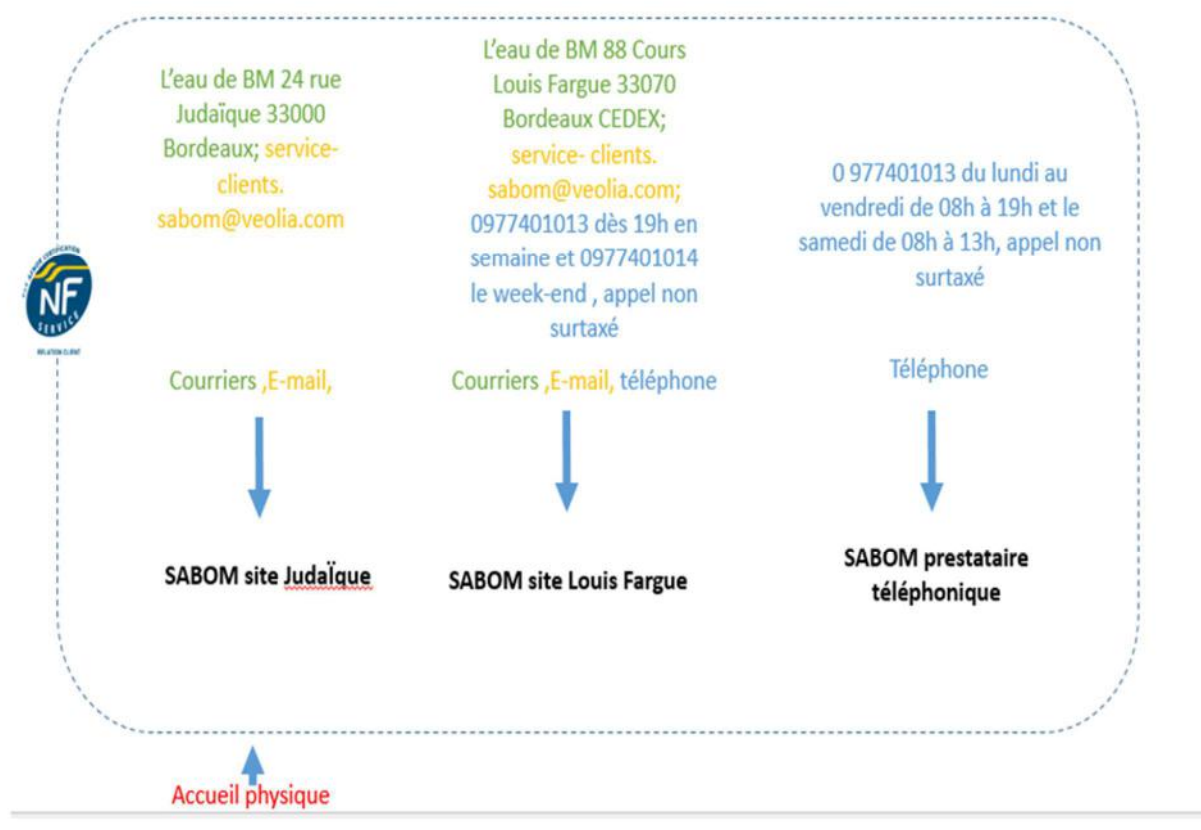 L'eau de BM 24 rue
Judaïque 33000
Bordeaux; service-
clients.
sabom@veolia.com
L'eau de BM 88 Cours
Louis Fargue 33070
Bordeaux CEDEX;
service- clients.
sabom@veolia.com;
0977401013 dès 19h en
semaine et 0977401014
le week-end , appel non
surtaxé
0 977401013 du lundi au
vendredi de 08h à 19h et le
samedi de 08h à 13h, appel non
surtaxé
NF
SERVICE
RELATION CLIENT
Courriers ,E-mail,
Courriers ,E-mail, téléphone
Téléphone
SABOM site JudaÏque
SABOM site Louis Fargue
SABOM prestataire
téléphonique
Accueil physique